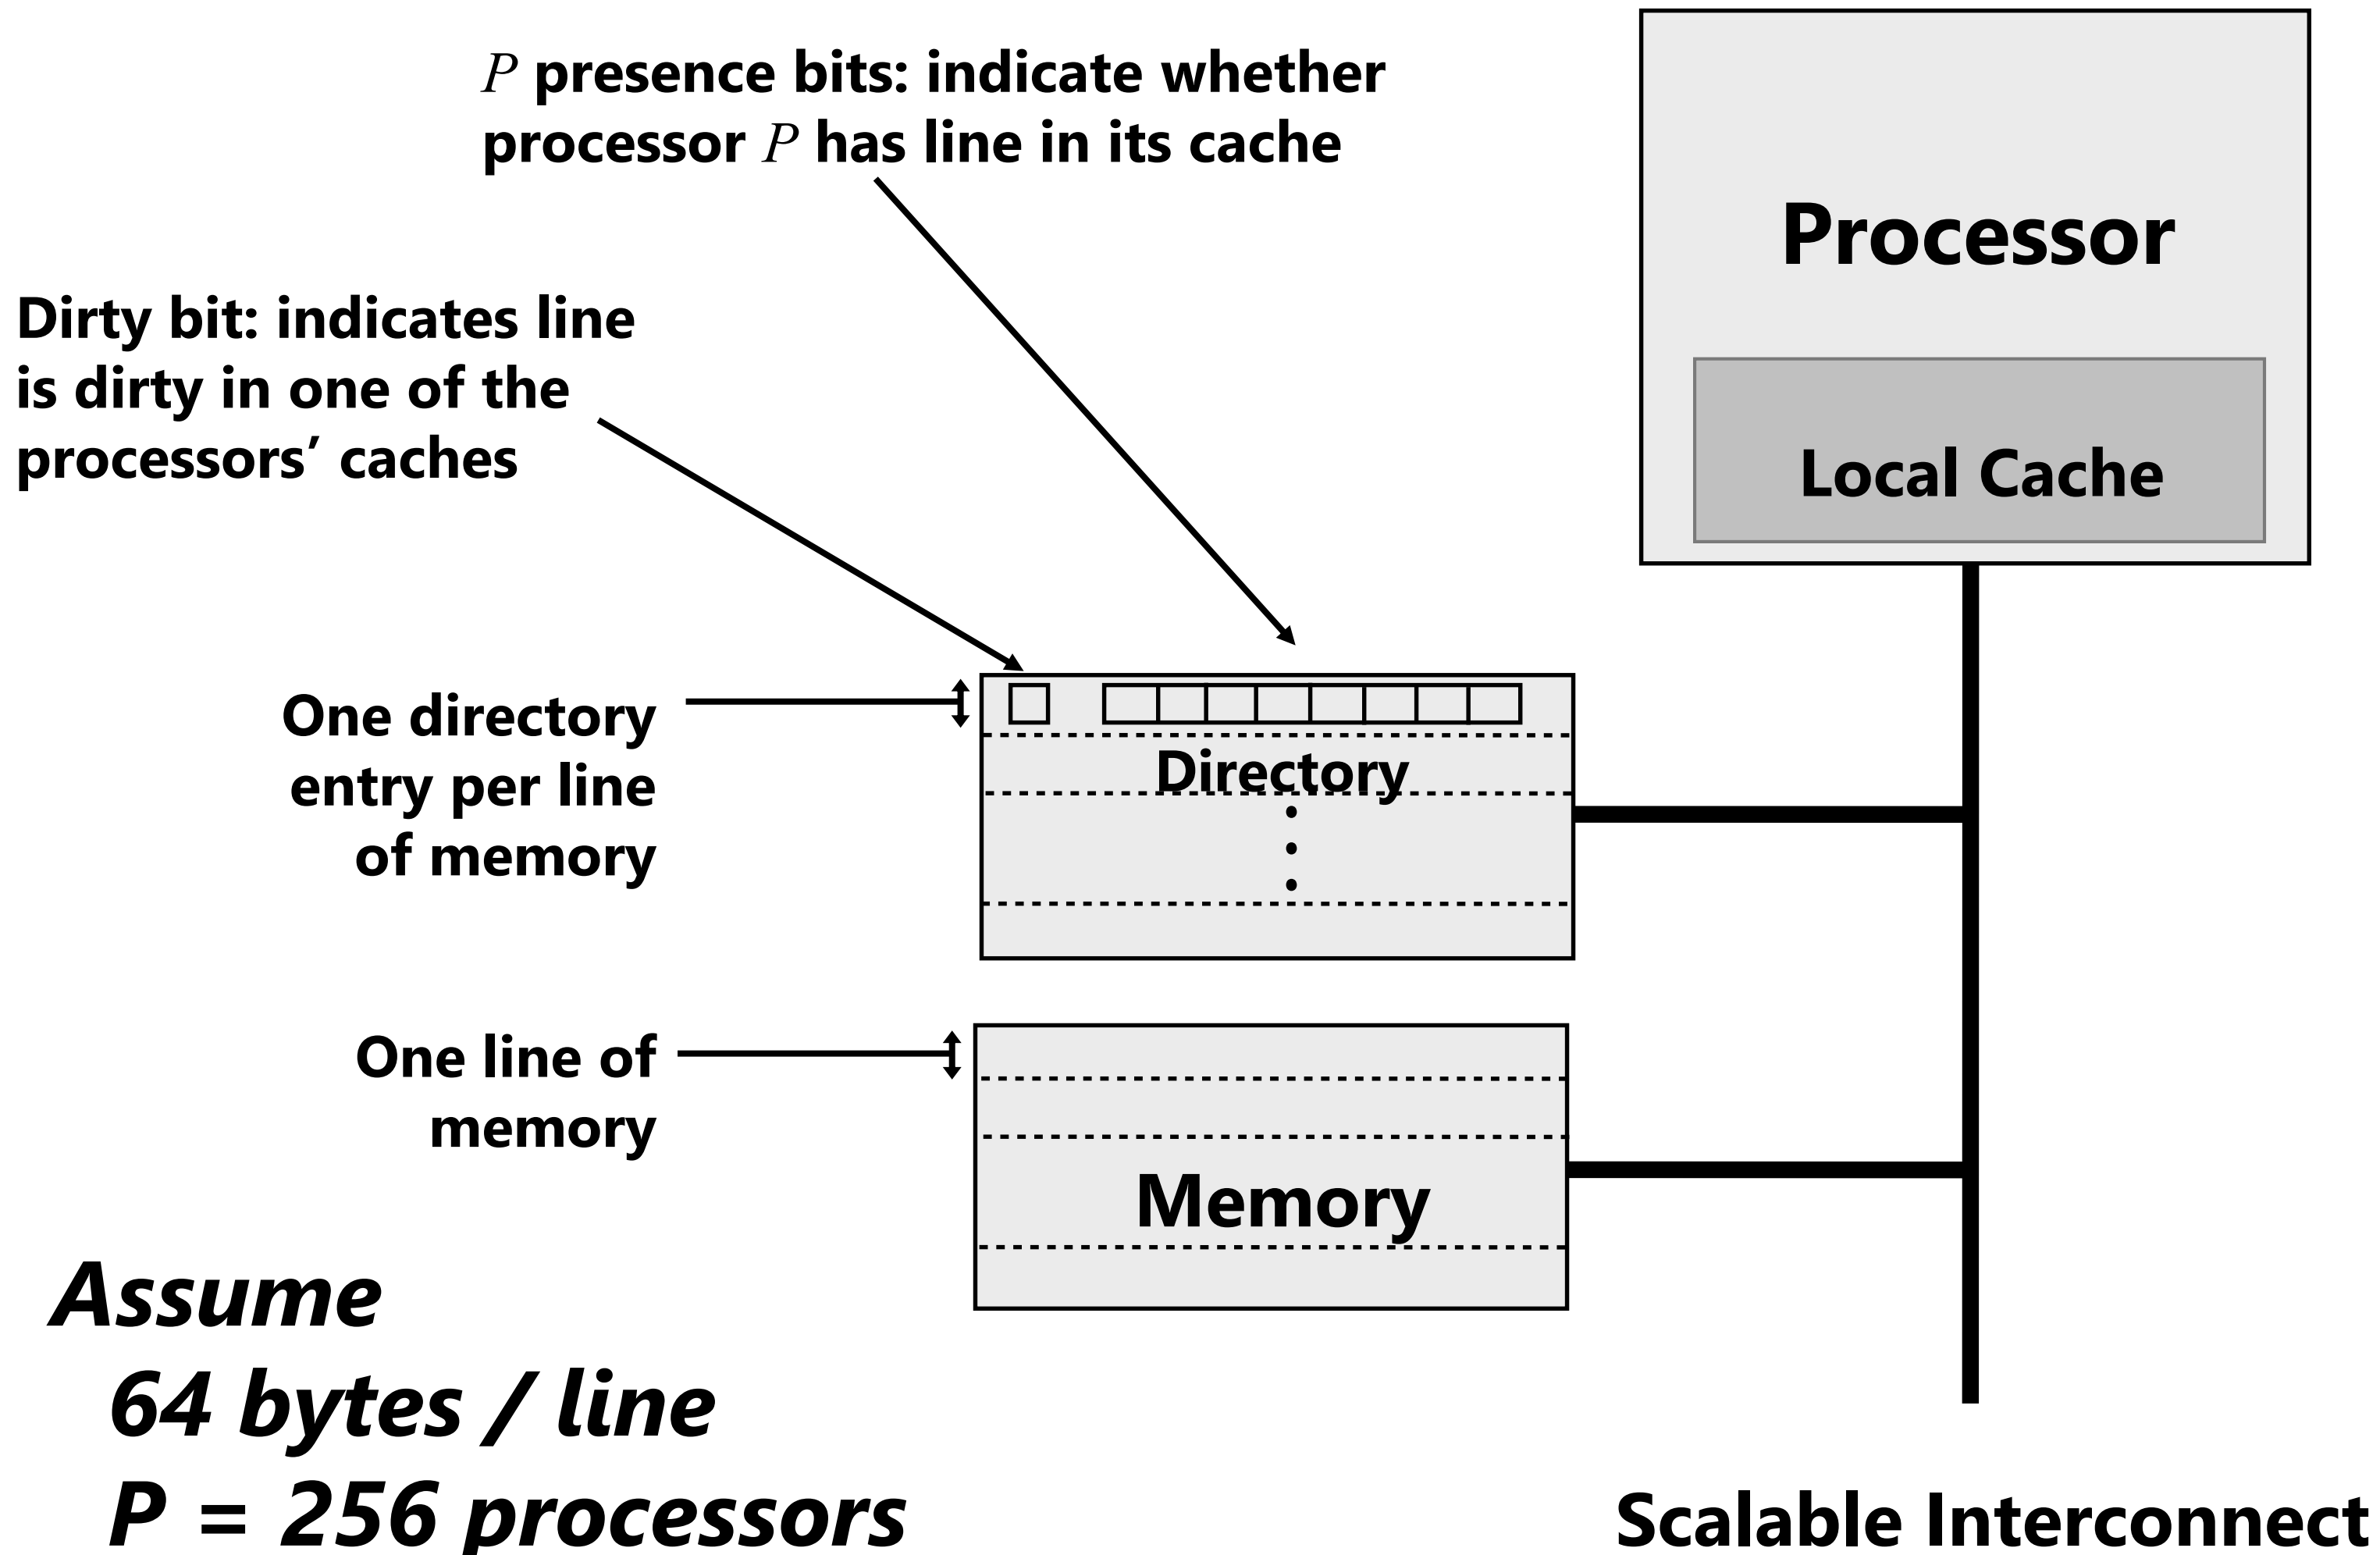 P presence bits: indicate whether
processor P has line in its cache
Processor
Local Cache
Dirty bit: indicates line
is dirty in one of the
processors’ caches
One directory
entry per line
of memory
Directory
One line of
memory
Memory
Assume
64 bytes / line
P = 256 processors
Scalable Interconnect